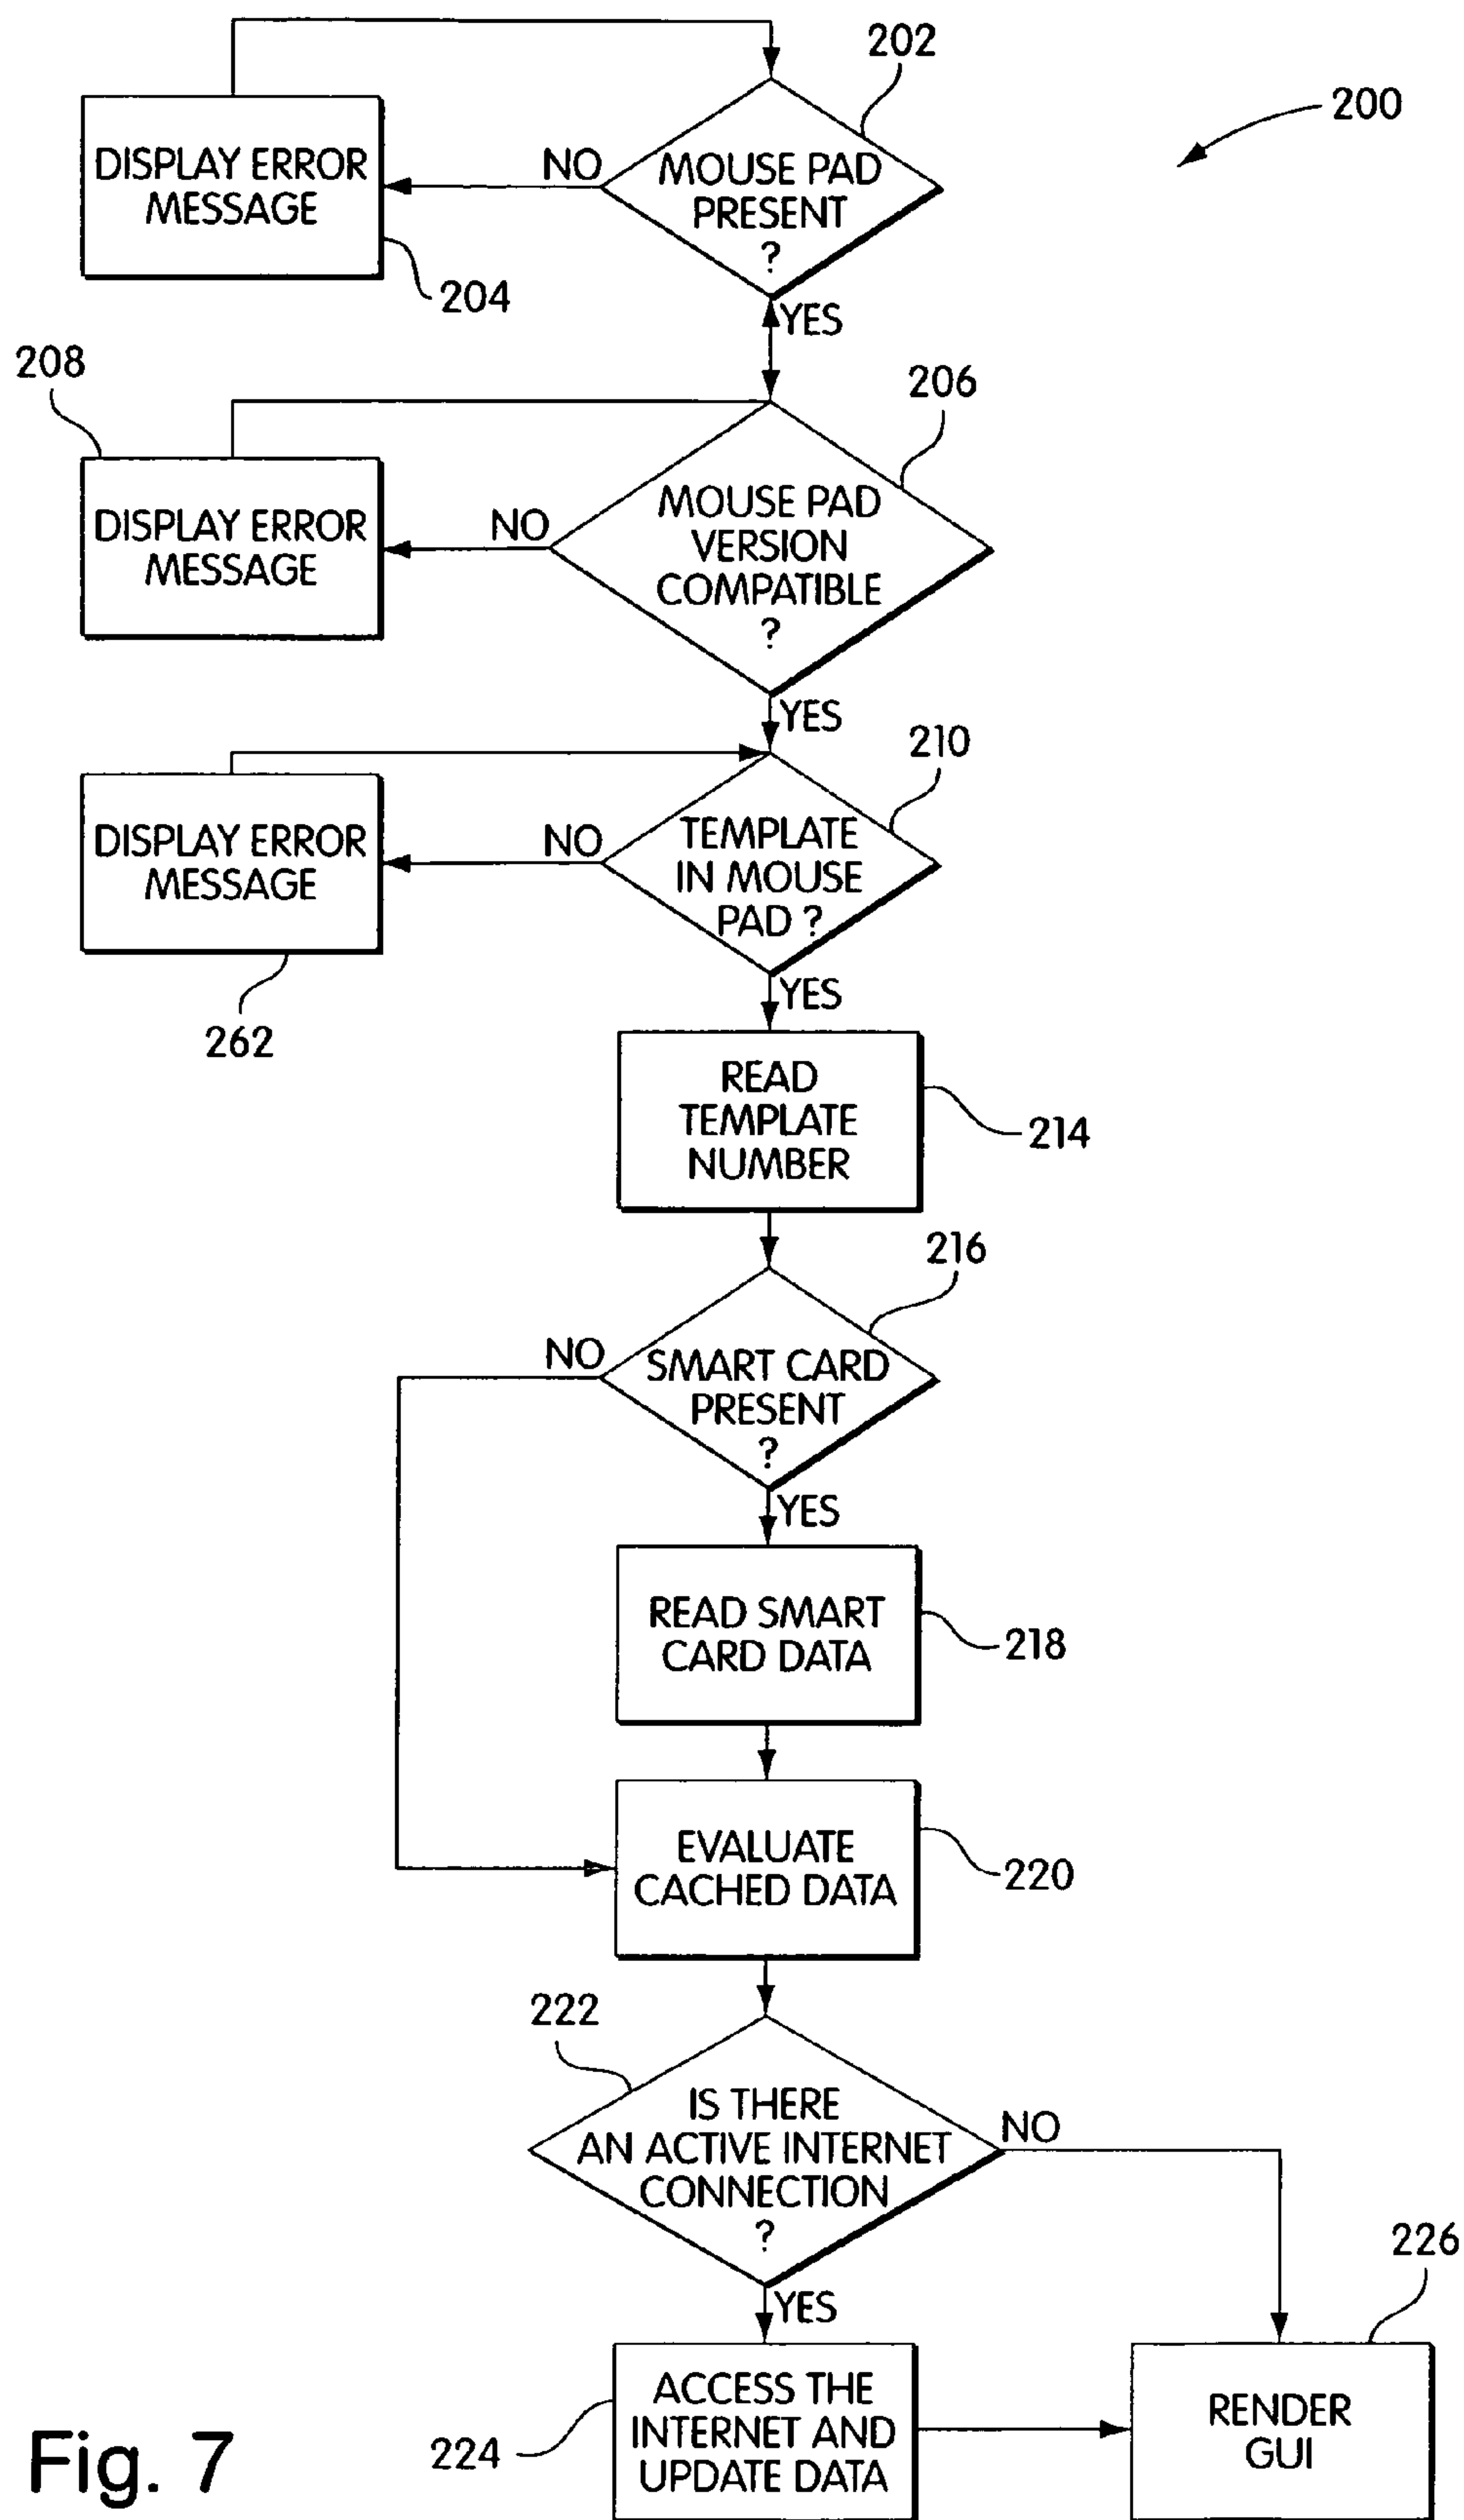 202
200
DISPLAY ERROR
MESSAGE
NO
MOUSE PAD
PRESENT
?
204
YES
208
206
DISPLAY ERROR
MESSAGE
NO
MOUSE PAD
VERSION
COMPATIBLE
?
YES
210
DISPLAY ERROR
MESSAGE
NO
TEMPLATE
IN MOUSE
PAD ?
YES
262
READ
TEMPLATE
NUMBER
214
216
NO
SMART CARD
PRESENT
?
YES
READ SMART
CARD DATA
218
EVALUATE
CACHED DATA
220
222
IS THERE
AN ACTIVE INTERNET
CONNECTION
?
NO
YES
226
ACCESS THE
INTERNET AND
UPDATE DATA
224
RENDER
GUI
Fig. 7